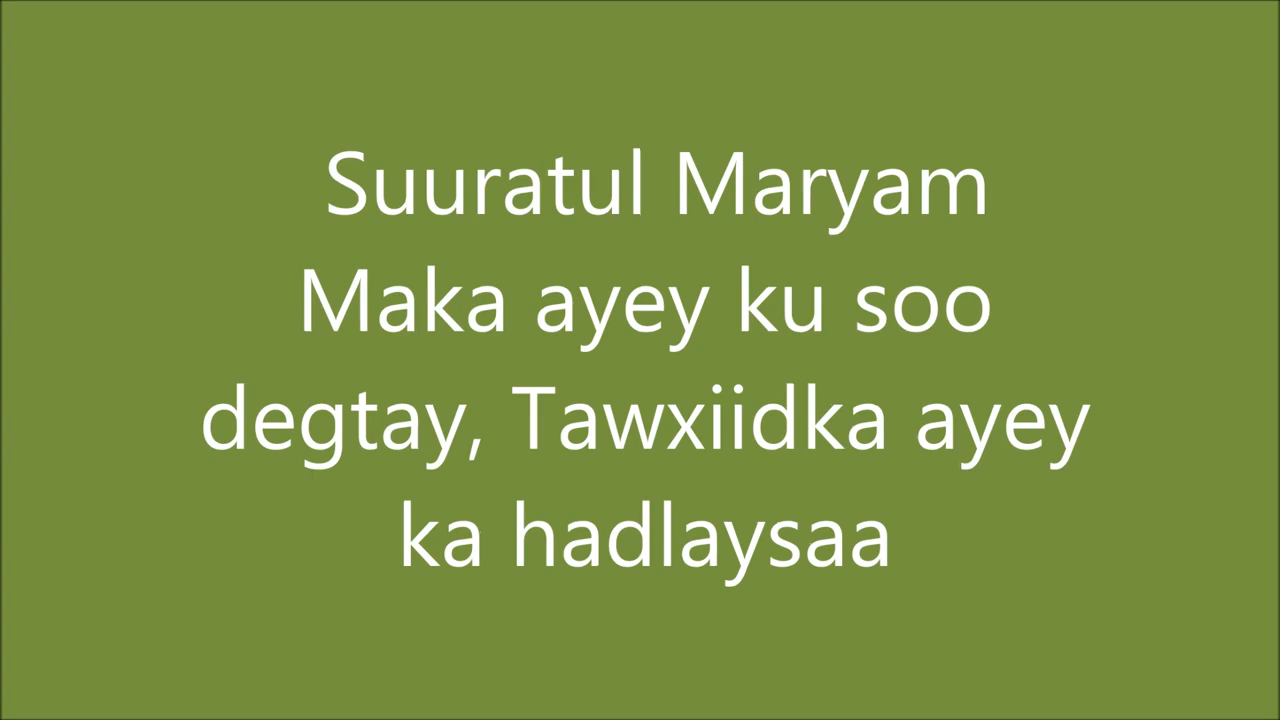 Suuratul Maryam
Maka ayey ku soo
degtay, Tawxiidka ayey
ka hadlaysaa